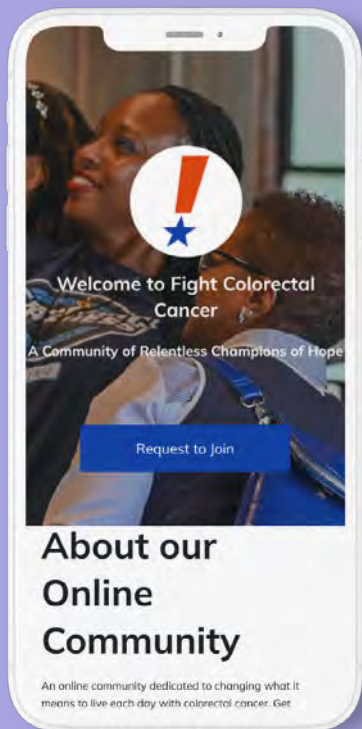 Welcome to Fight Colorectal
Cancer
A Community of Relentless Champions of Hope
Request to Join
About our
Online
Community
An online community dedicated to changing what it
means to live each day with colorectal cancer. Get